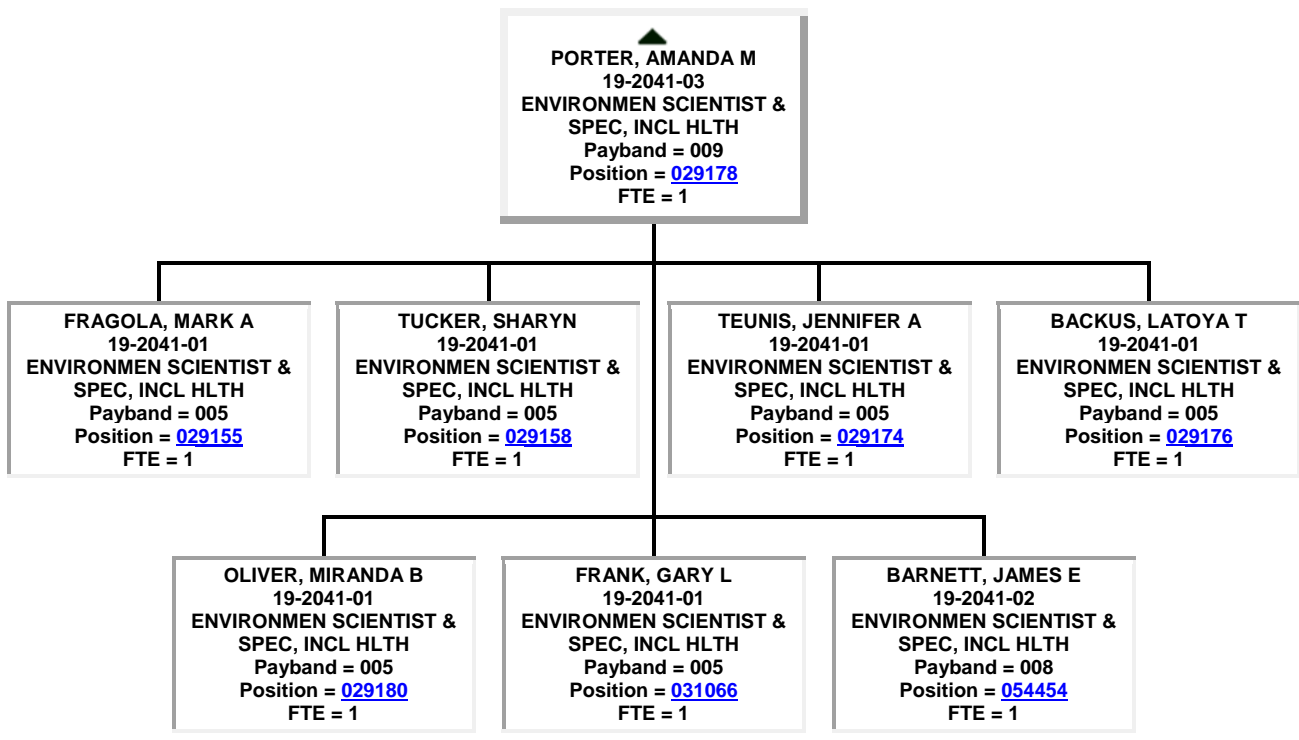 PORTER, AMANDA M
19-2041-03
ENVIRONMEN SCIENTIST &
SPEC, INCL HLTH
Payband = 009
Position = 029178
FTE = 1
FRAGOLA, MARK A
19-2041-01
ENVIRONMEN SCIENTIST &
SPEC, INCL HLTH
Payband = 005
Position = 029155
FTE = 1
TUCKER, SHARYN
19-2041-01
ENVIRONMEN SCIENTIST &
SPEC, INCL HLTH
Payband = 005
Position = 029158
FTE = 1
TEUNIS, JENNIFER A
19-2041-01
ENVIRONMEN SCIENTIST &
SPEC, INCL HLTH
Payband = 005
Position = 029174
FTE = 1
BACKUS, LATOYA T
19-2041-01
ENVIRONMEN SCIENTIST &
SPEC, INCL HLTH
Payband = 005
Position = 029176
FTE = 1
OLIVER, MIRANDA B
19-2041-01
ENVIRONMEN SCIENTIST &
SPEC, INCL HLTH
Payband = 005
Position = 029180
FTE = 1
FRANK, GARY L
19-2041-01
ENVIRONMEN SCIENTIST &
SPEC, INCL HLTH
Payband = 005
Position = 031066
FTE = 1
BARNETT, JAMES E
19-2041-02
ENVIRONMEN SCIENTIST &
SPEC, INCL HLTH
Payband = 008
Position = 054454
FTE = 1